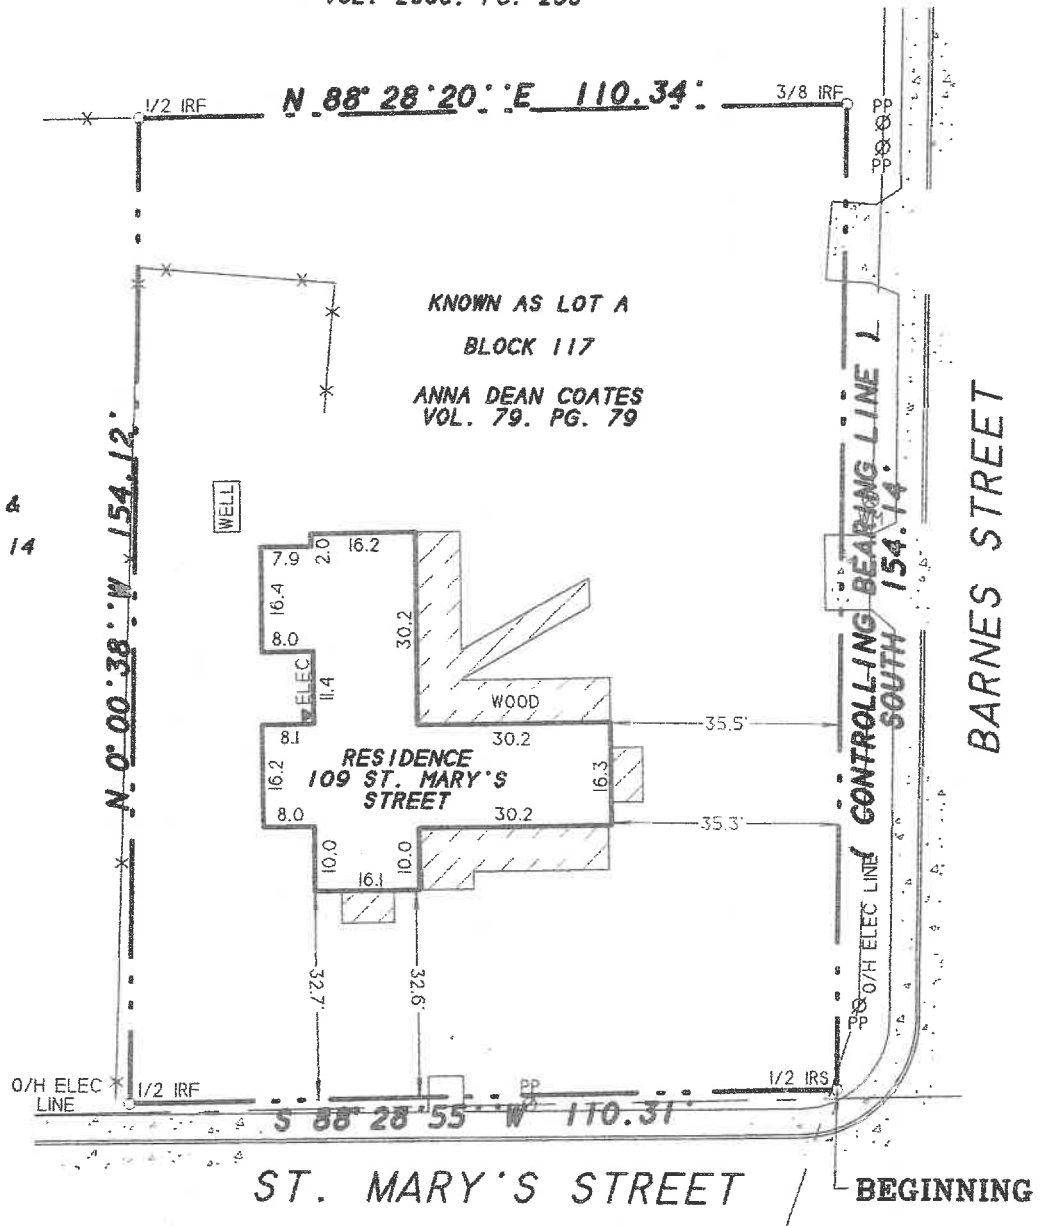 N 88° 28'20''E 110.34'
1/2 IRF
3/8 IRF
PP
PP
KNOWN AS LOT A
BLOCK 117
ANNA DEAN COATES
VOL. 79. PG. 79
&
14
N 0°00'38''W 154.12'
WELL
7.9
2.0
16.2
16.4
8.0
30.2
ELEC
11.4
WOOD
8.1
30.2
35.5'
16.2
RESIDENCE
109 ST. MARY'S
STREET
16.3
8.0
30.2
35.3'
10.0
10.0
16.1
32.7'
32.6'
( CONTROLLING BEARING LINE )
SOUTH 154.14'
BARNES STREET
O/H ELEC LINE
PP
O/H ELEC
LINE
1/2 IRF
PP
1/2 IRS
S 88°28'55''W 110.31'
ST. MARY'S STREET
BEGINNING